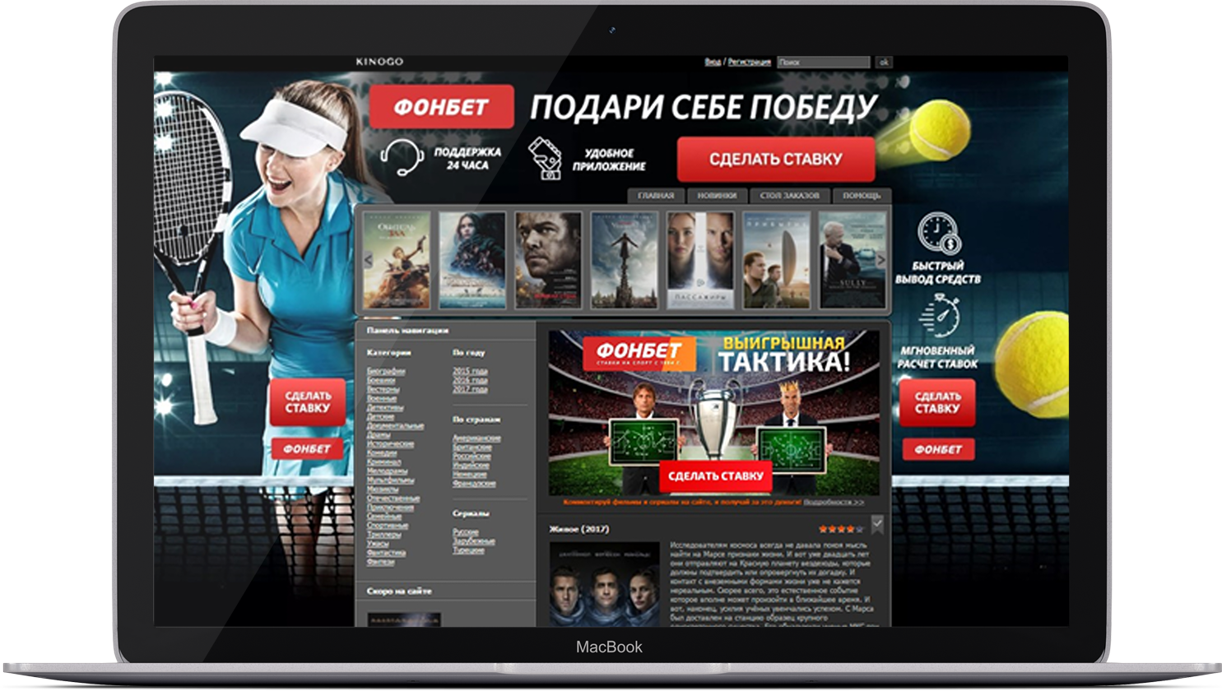 KINOGO
Вход / Регистрация
Поиск
ok
ФОНБЕТ
ПОДАРИ СЕБЕ ПОБЕДУ
ПОДДЕРЖКА
24 ЧАСА
УДОБНОЕ
ПРИЛОЖЕНИЕ
СДЕЛАТЬ СТАВКУ
ГЛАВНАЯ
НОВИНКИ
СТОЛ ЗАКАЗОВ
ПОМОЩЬ
ПАССАЖИРЫ
ПРИБЫТИЕ
SULLY
БЫСТРЫЙ
ВЫВОД СРЕДСТВ
МГНОВЕННЫЙ
РАСЧЕТ СТАВОК
СДЕЛАТЬ
СТАВКУ
ФОНБЕТ
СДЕЛАТЬ
СТАВКУ
ФОНБЕТ
Панель навигации
Категории
Биографии
Боевики
Вестерны
Военные
Детективы
Детские
Документальные
Драмы
Исторические
Комедии
Криминал
Мелодрамы
Мультфильмы
Мюзиклы
Отечественные
Приключения
Семейные
Спортивные
Триллеры
Ужасы
Фантастика
Фэнтези
По году
2015 года
2016 года
2017 года
По странам
Американские
Британские
Российские
Индийские
Немецкие
Французские
Сериалы
Русские
Зарубежные
Турецкие
Скоро на сайте
ФОНБЕТ
ВЫИГРЫШНАЯ
ТАКТИКА!
СДЕЛАТЬ СТАВКУ
Комментируй фильмы и сериалы на сайте, и получай за это деньги! Подробности >>
Живое (2017)
Исследователям космоса всегда не давала покоя мысль
найти на Марсе признаки жизни. И вот уже двадцать лет
они отправляют на Красную планету вездеходы, которые
должны подтвердить или опровергнуть их догадку. И
контакт с внеземными формами жизни уже не кажется
нереальным. Скорее всего, это естественное событие
которое вполне может произойти в ближайшее время. И
вот, наконец, усилия учёных увенчались успехом. С Марса
был доставлен на станцию образец крупного
MacBook